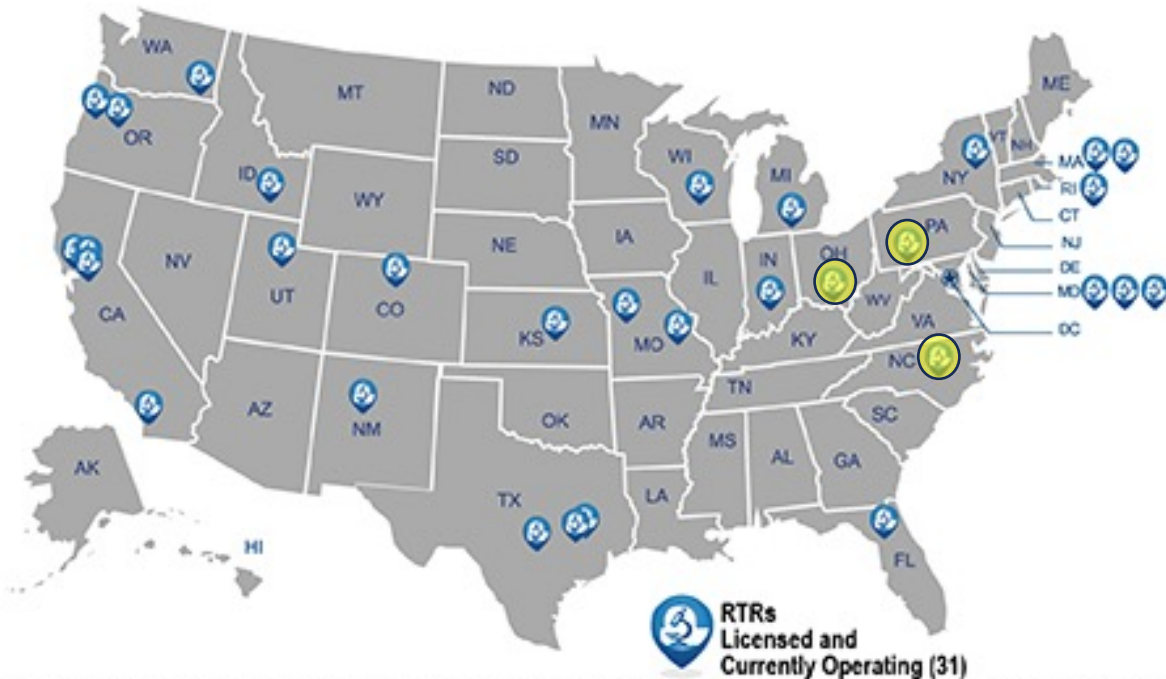 WA
MT
ND
MN
ME
OR
ID
SD
WI
MI
VT
NH
NY
MA
RI
CT
WY
NE
IA
PA
NJ
NV
UT
CO
KS
MO
IL
IN
OH
WV
VA
DE
MD
DC
CA
KY
NC
AZ
NM
OK
AR
TN
SC
MS
AL
GA
AK
HI
TX
LA
FL
RTRs
Licensed and
Currently Operating (31)